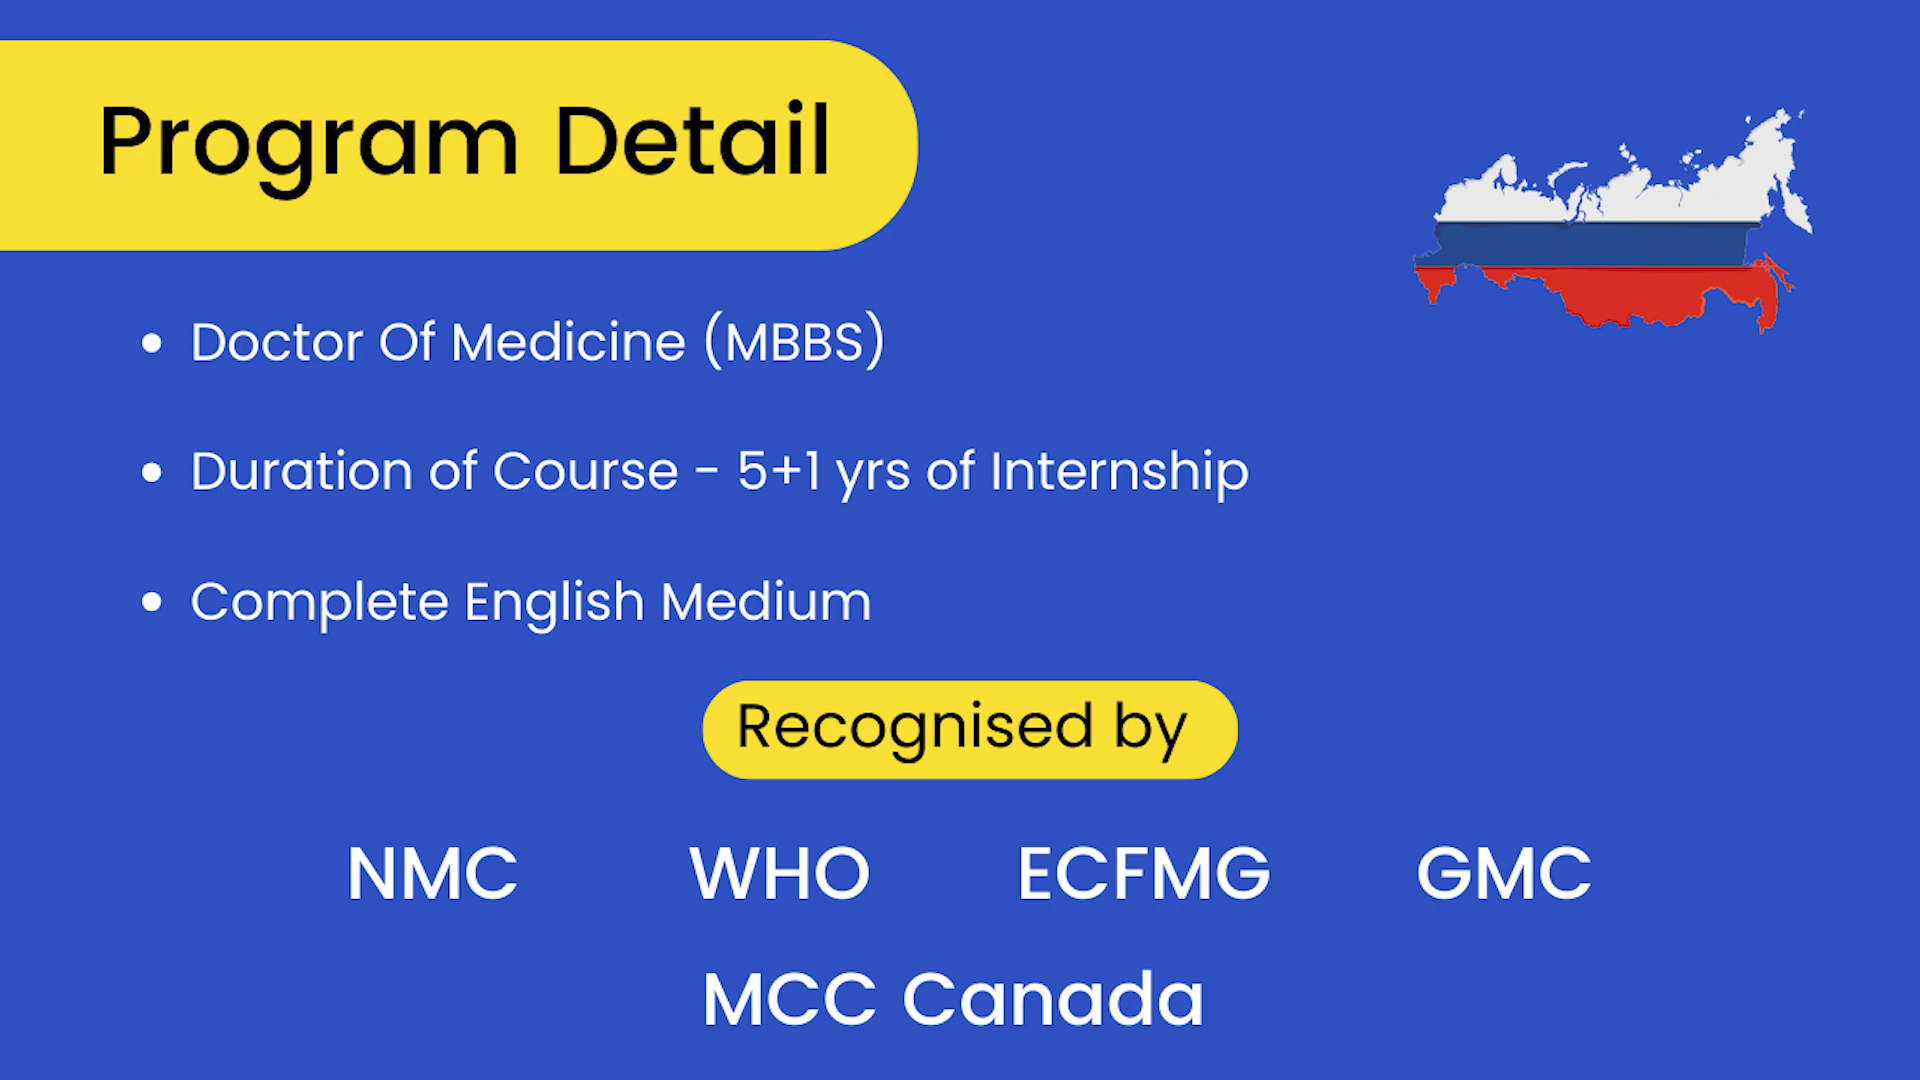 Program Detail
• Doctor Of Medicine (MBBS)
• Duration of Course - 5+1 yrs of Internship
• Complete English Medium
Recognised by
NMC WHO ECFMG GMC
MCC Canada